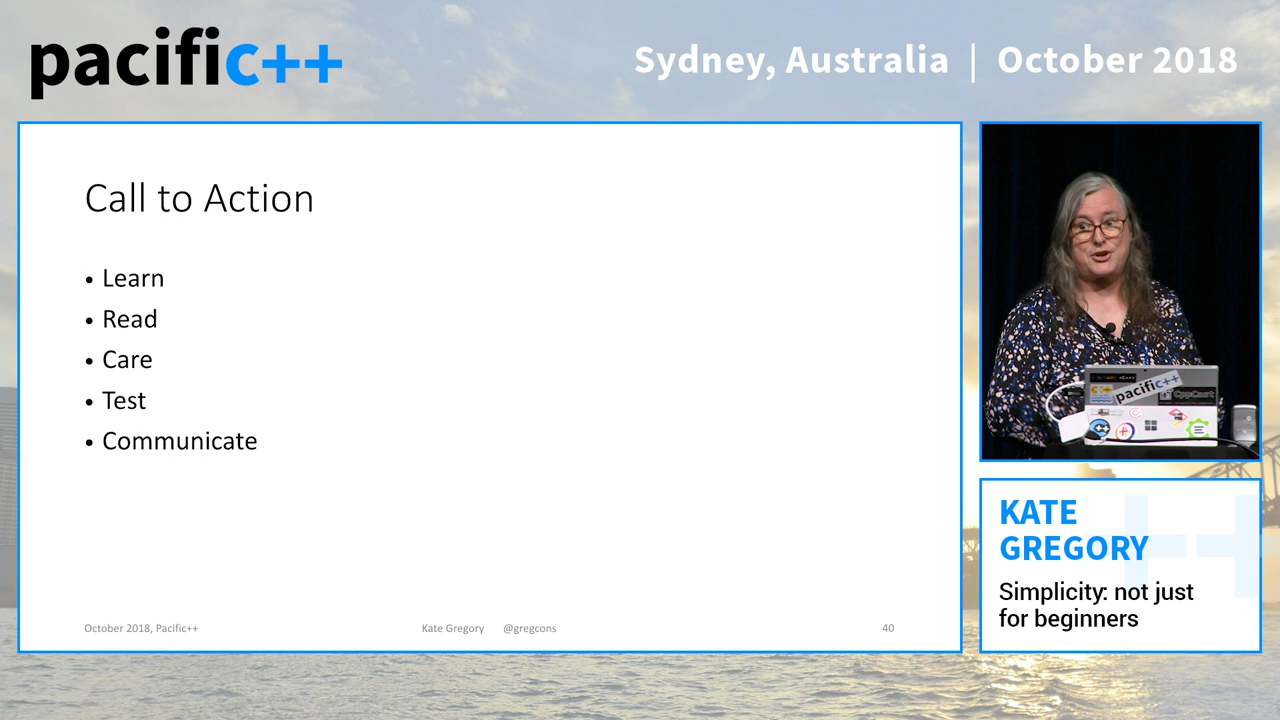 pacific++
Sydney, Australia | October 2018
Call to Action
• Learn
• Read
• Care
• Test
• Communicate
October 2018, Pacific++
Kate Gregory @gregcons
40
pacific++
CppCast
KATE
GREGORY
Simplicity: not just
for beginners